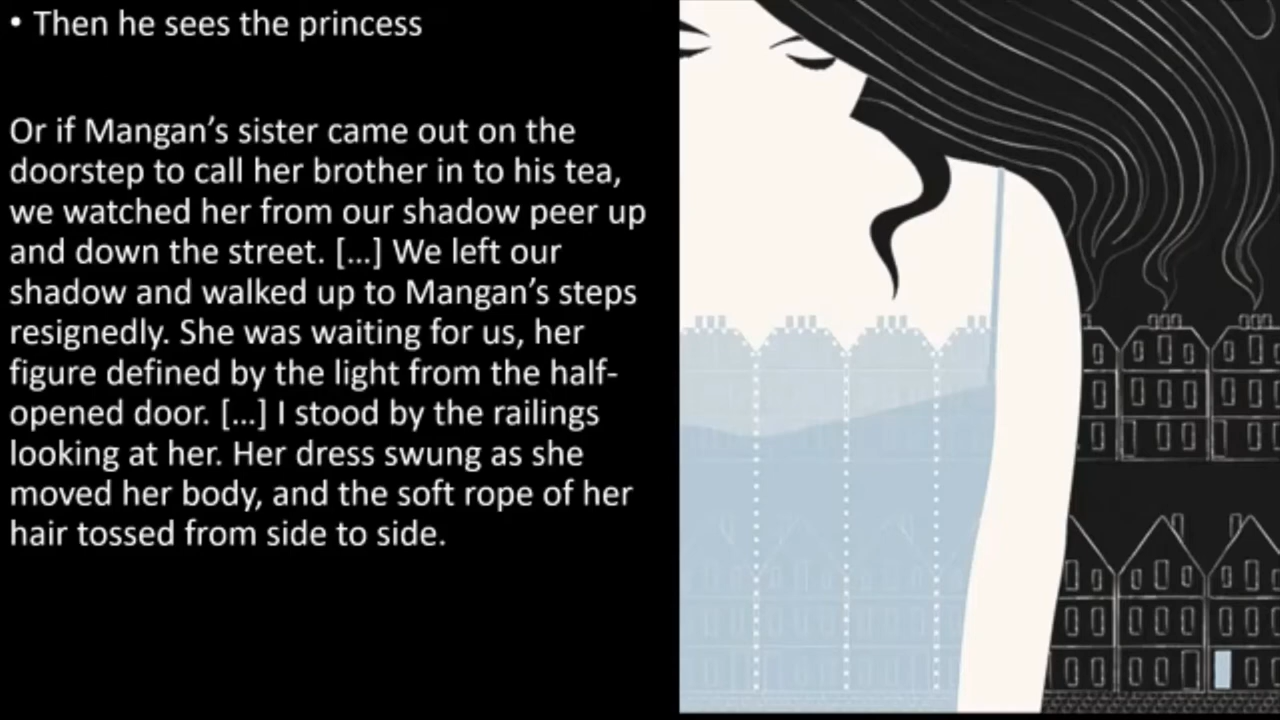 • Then he sees the princess
Or if Mangan’s sister came out on the
doorstep to call her brother in to his tea,
we watched her from our shadow peer up
and down the street. [...] We left our
shadow and walked up to Mangan’s steps
resignedly. She was waiting for us, her
figure defined by the light from the half-
opened door. [...] I stood by the railings
looking at her. Her dress swung as she
moved her body, and the soft rope of her
hair tossed from side to side.